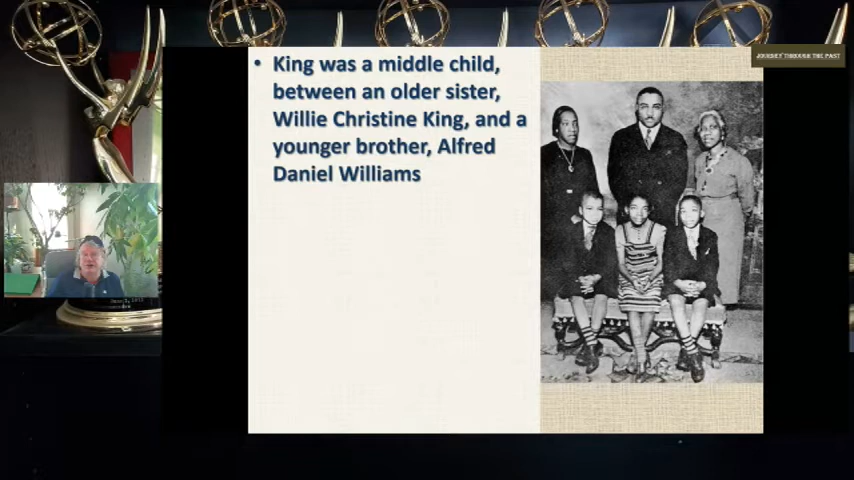 JOURNEY THROUGH THE PAST
• King was a middle child,
between an older sister,
Willie Christine King, and a
younger brother, Alfred
Daniel Williams